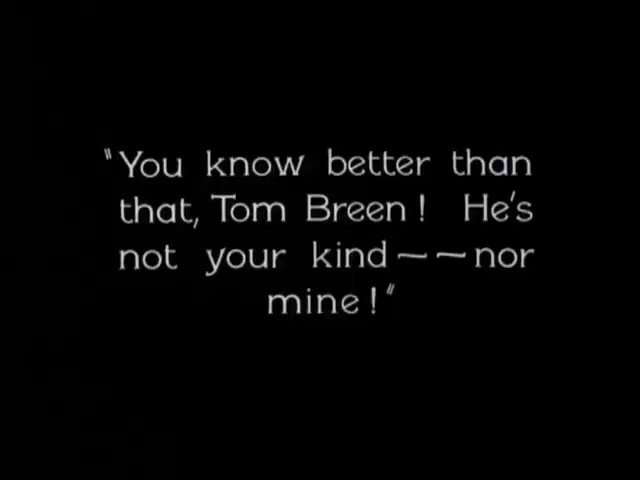 "You know better than
that, Tom Breen! He's
not your kind——nor
mine!"